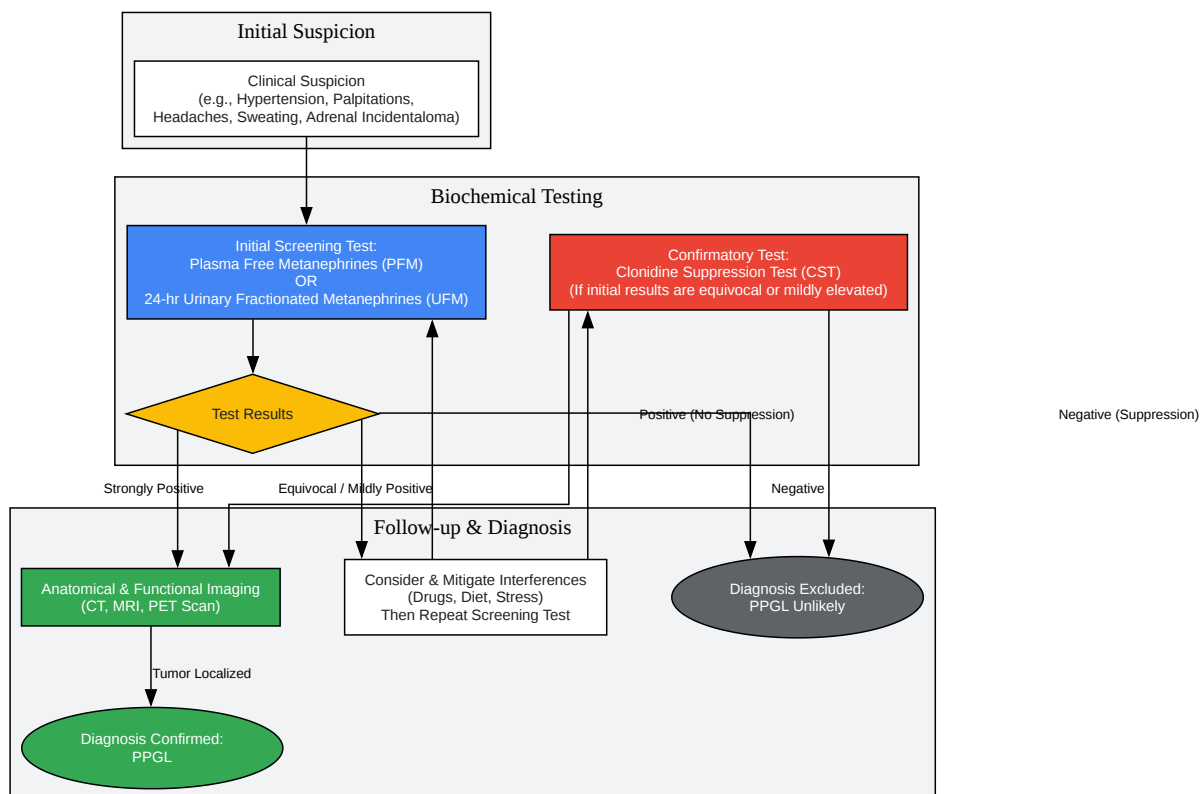 Initial Suspicion
Clinical Suspicion
(e.g., Hypertension, Palpitations,
Headaches, Sweating, Adrenal Incidentaloma)
Biochemical Testing
Initial Screening Test:
Plasma Free Metanephrines (PFM)
OR
24-hr Urinary Fractionated Metanephrines (UFM)
Confirmatory Test:
Clonidine Suppression Test (CST)
(If initial results are equivocal or mildly elevated)
Test Results
Positive (No Suppression)
Negative (Suppression)
Strongly Positive
Equivocal / Mildly Positive
Negative
Follow-up & Diagnosis
Anatomical & Functional Imaging
(CT, MRI, PET Scan)
Consider & Mitigate Interferences
(Drugs, Diet, Stress)
Then Repeat Screening Test
Diagnosis Excluded:
PPGL Unlikely
Tumor Localized
Diagnosis Confirmed:
PPGL